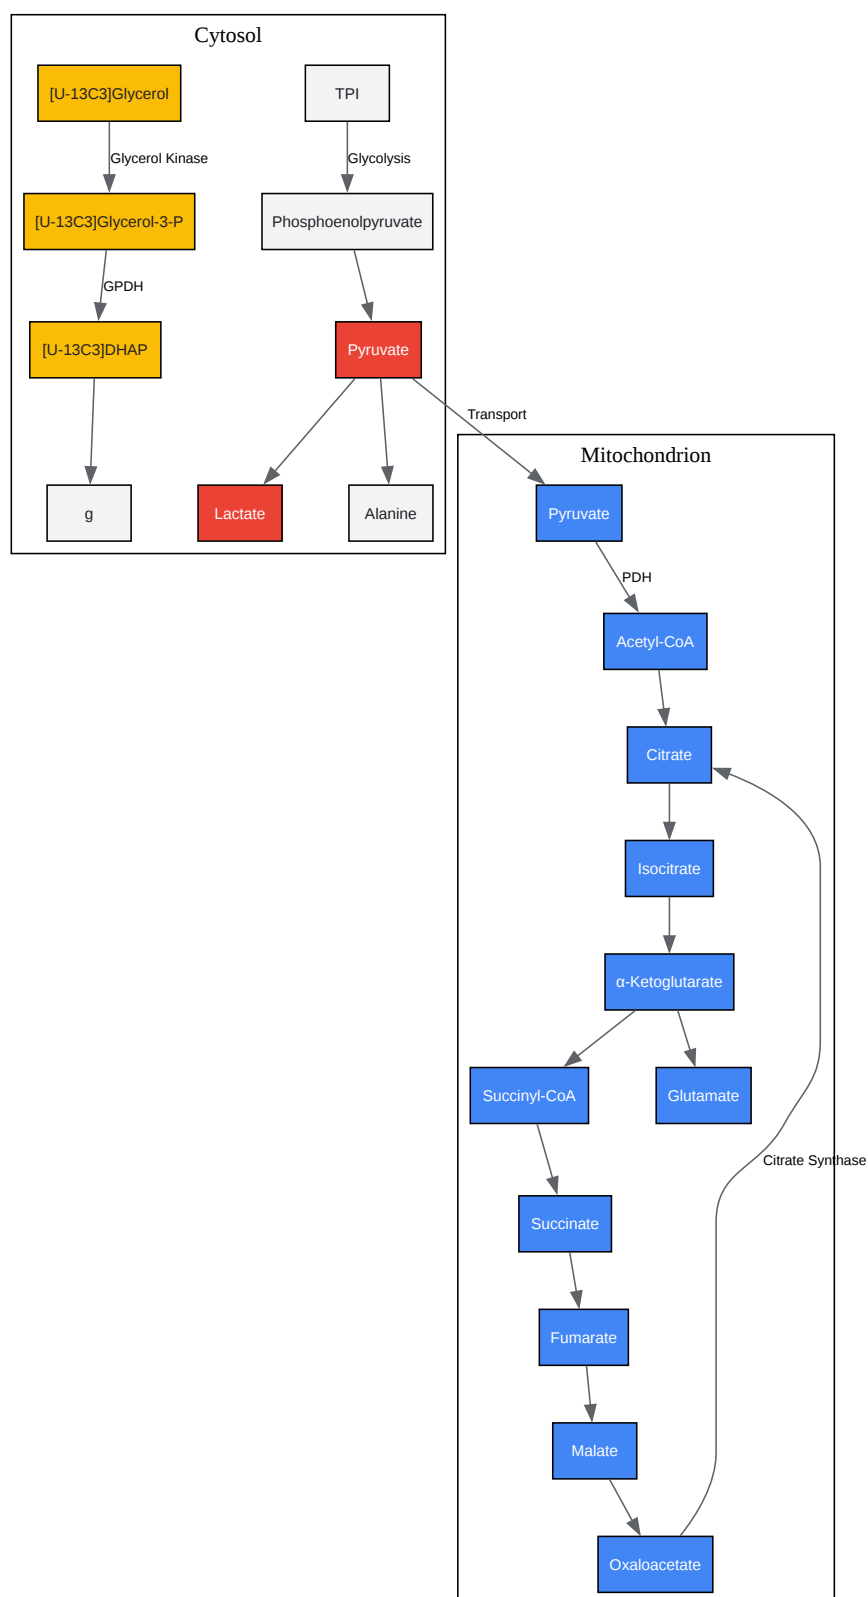 Cytosol
[U-13C3]Glycerol
TPI
Glycerol Kinase
Glycolysis
[U-13C3]Glycerol-3-P
Phosphoenolpyruvate
GPDH
[U-13C3]DHAP
Pyruvate
Transport
Mitochondrion
g
Lactate
Alanine
Pyruvate
PDH
Acetyl-CoA
Citrate
Isocitrate
α-Ketoglutarate
Succinyl-CoA
Glutamate
Citrate Synthase
Succinate
Fumarate
Malate
Oxaloacetate